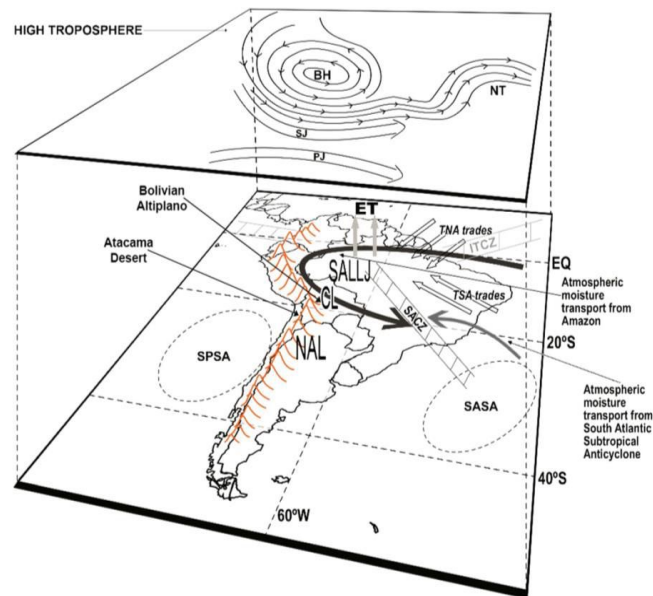 HIGH TROPOSPHERE
BH
NT
SJ
PJ
Bolivian
Altiplano
ET
TNA trades
ITCZ
Atacama
Desert
EQ
SALLJ
Atmospheric
moisture
transport from
Amazon
CL
TSA trades
SACZ
20ºS
NAL
SPSA
SASA
Atmospheric
moisture
transport from
South Atlantic
Subtropical
Anticyclone
40ºS
60ºW